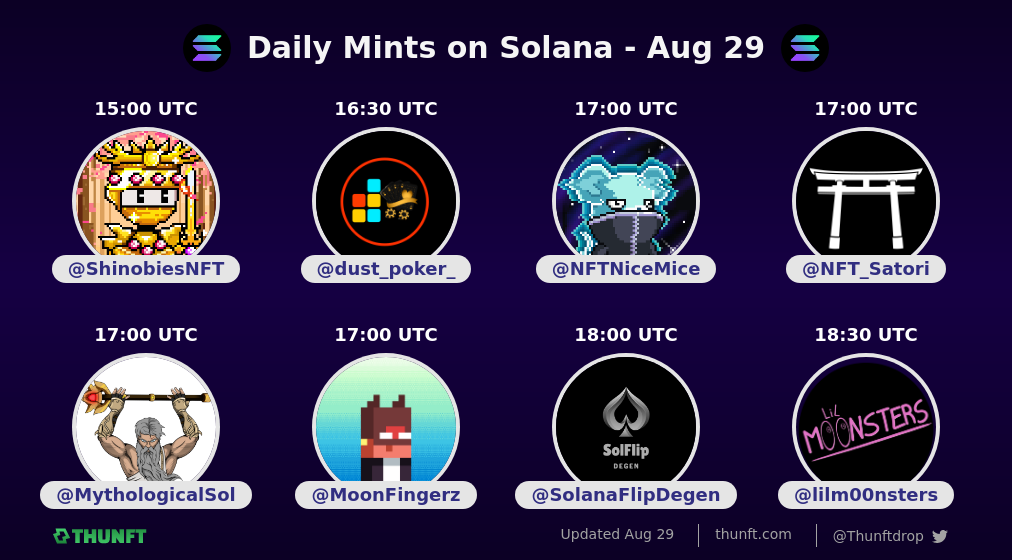 Daily Mints on Solana - Aug 29
15:00 UTC
@ShinobiesNFT
16:30 UTC
@dust_poker_
17:00 UTC
@NFTNiceMice
17:00 UTC
@NFT_Satori
17:00 UTC
@MythologicalSol
17:00 UTC
@MoonFingerz
18:00 UTC
SolFlip
DEGEN
@SolanaFlipDegen
18:30 UTC
LiL
MOONSTERS
@lilm00nsters
THUNFT
Updated Aug 29
thunft.com
@Thunftdrop